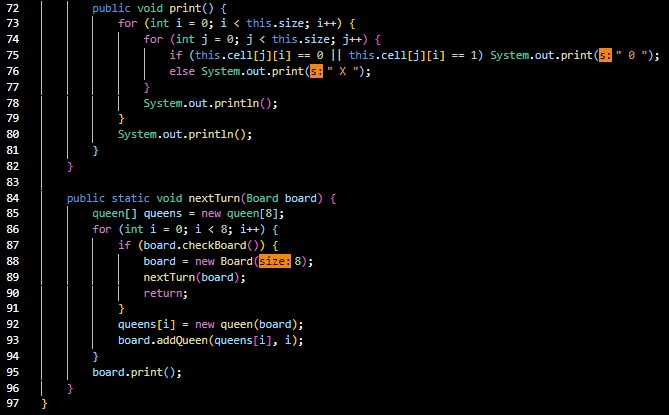 72 public void print() {
73 for (int i = 0; i < this.size; i++) {
74 for (int j = 0; j < this.size; j++) {
75 if (this.cell[j][i] == 0 || this.cell[j][i] == 1) System.out.print(s: " 0 ");
76 else System.out.print(s: " X ");
77 }
78 System.out.println();
79 }
80 System.out.println();
81 }
82 }
83
84 public static void nextTurn(Board board) {
85 queen[] queens = new queen[8];
86 for (int i = 0; i < 8; i++) {
87 if (board.checkBoard()) {
88 board = new Board(size: 8);
89 nextTurn(board);
90 return;
91 }
92 queens[i] = new queen(board);
93 board.addQueen(queens[i], i);
94 }
95 board.print();
96 }
97 }